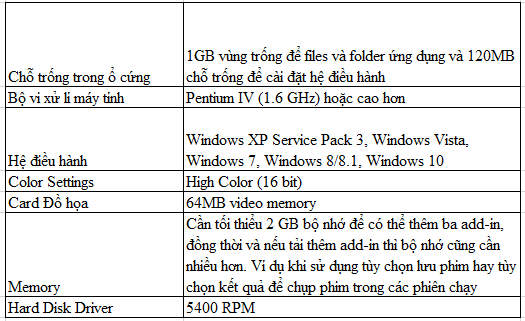 1GB vùng trống để files và folder ứng dụng và 120MB
Chỗ trống trong ổ cứng chỗ trống để cài đặt hệ điều hành
Bộ vi xử lí máy tính Pentium IV (1.6 GHz) hoặc cao hơn
Windows XP Service Pack 3, Windows Vista,
Hệ điều hành Windows 7, Windows 8/8.1, Windows 10
Color Settings High Color (16 bit)
Card Đồ họa 64MB video memory
Cần tối thiểu 2 GB bộ nhớ để có thể thêm ba add-in,
đồng thời và nếu tải thêm add-in thì bộ nhớ cũng cần
nhiều hơn. Ví dụ khi sử dụng tùy chọn lưu phim hay tùy
Memory chọn kết quả để chụp phim trong các phiên chạy
Hard Disk Driver 5400 RPM